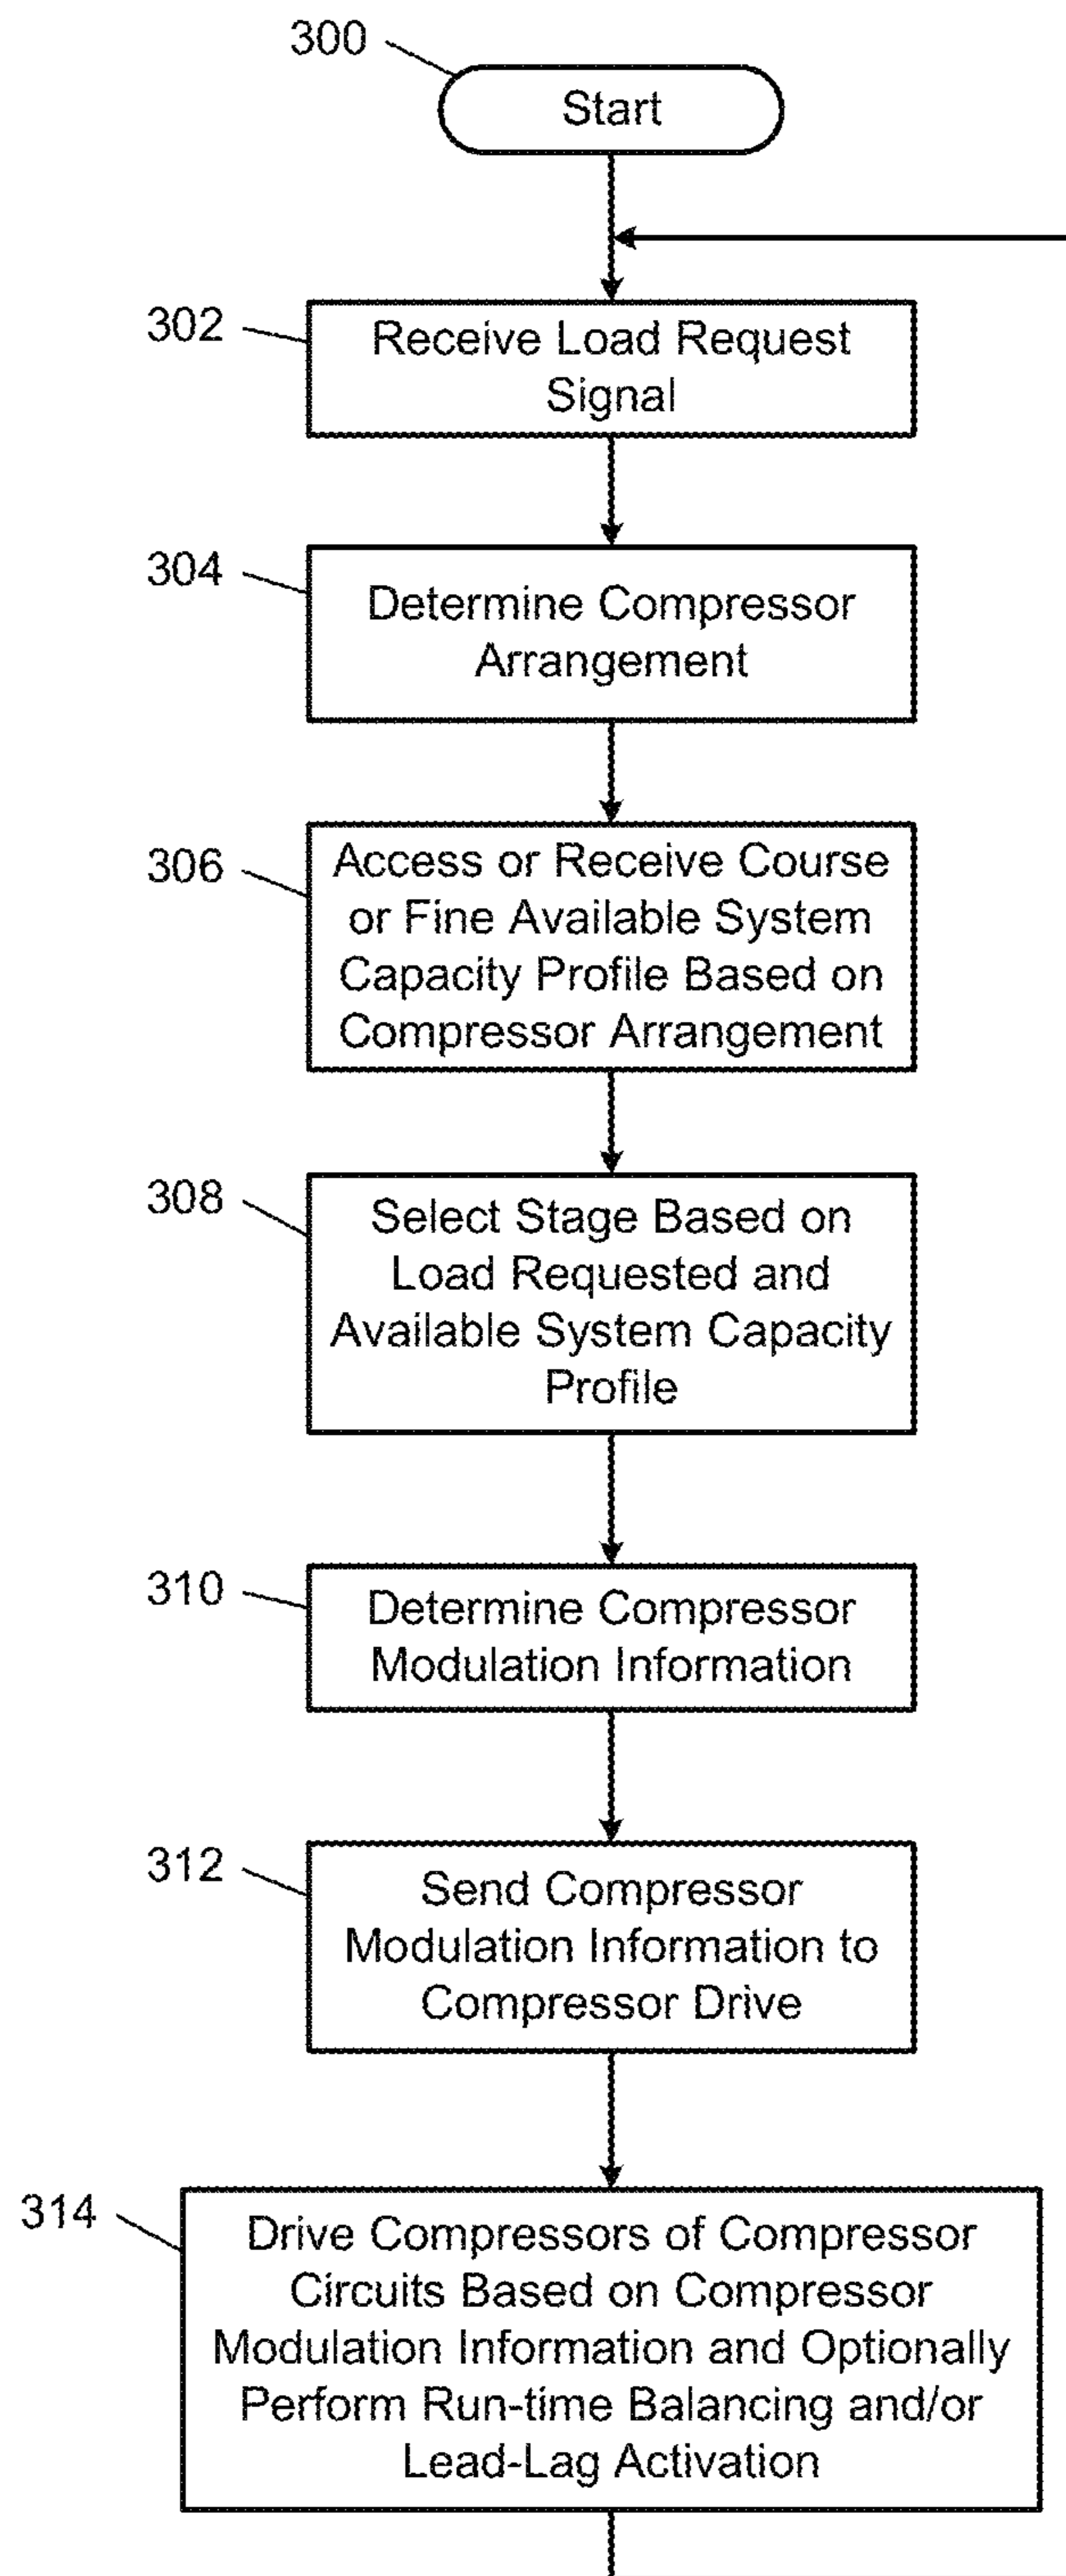 300
Start
302
Receive Load Request
Signal
304
Determine Compressor
Arrangement
306
Access or Receive Course
or Fine Available System
Capacity Profile Based on
Compressor Arrangement
308
Select Stage Based on
Load Requested and
Available System Capacity
Profile
310
Determine Compressor
Modulation Information
312
Send Compressor
Modulation Information to
Compressor Drive
314
Drive Compressors of Compressor
Circuits Based on Compressor
Modulation Information and Optionally
Perform Run-time Balancing and/or
Lead-Lag Activation